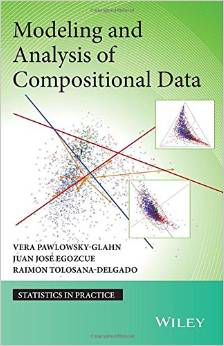 Modeling and
Analysis of
Compositional Data
VERA PAWLOWSKY-GLAHN
JUAN JOSÉ EGOZCUE
RAIMON TOLOSANA-DELGADO
STATISTICS IN PRACTICE
WILEY